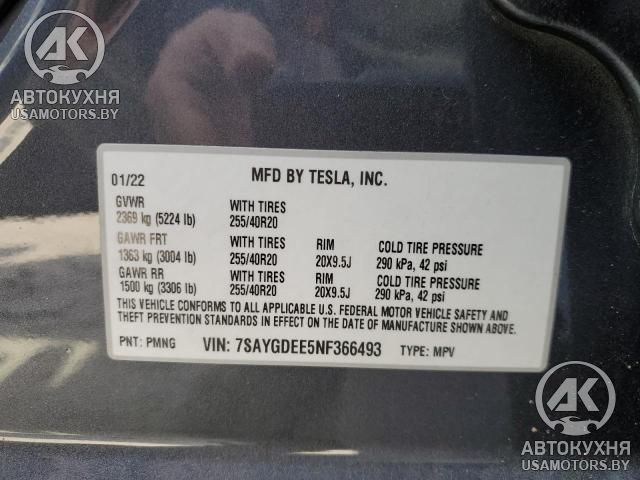 AK
АВТОКУХНЯ
USAMOTORS.BY
01/22 MFD BY TESLA, INC.
GVWR WITH TIRES
2369 kg (5224 lb) 255/40R20
GAWR FRT WITH TIRES RIM COLD TIRE PRESSURE
1363 kg (3004 lb) 255/40R20 20X9.5J 290 kPa, 42 psi
GAWR RR WITH TIRES RIM COLD TIRE PRESSURE
1500 kg (3306 lb) 255/40R20 20X9.5J 290 kPa, 42 psi
THIS VEHICLE CONFORMS TO ALL APPLICABLE U.S. FEDERAL MOTOR VEHICLE SAFETY AND
THEFT PREVENTION STANDARDS IN EFFECT ON THE DATE OF MANUFACTURE SHOWN ABOVE.
PNT: PMNG VIN: 7SAYGDEE5NF366493 TYPE: MPV
AK
АВТОКУХНЯ
USAMOTORS.BY